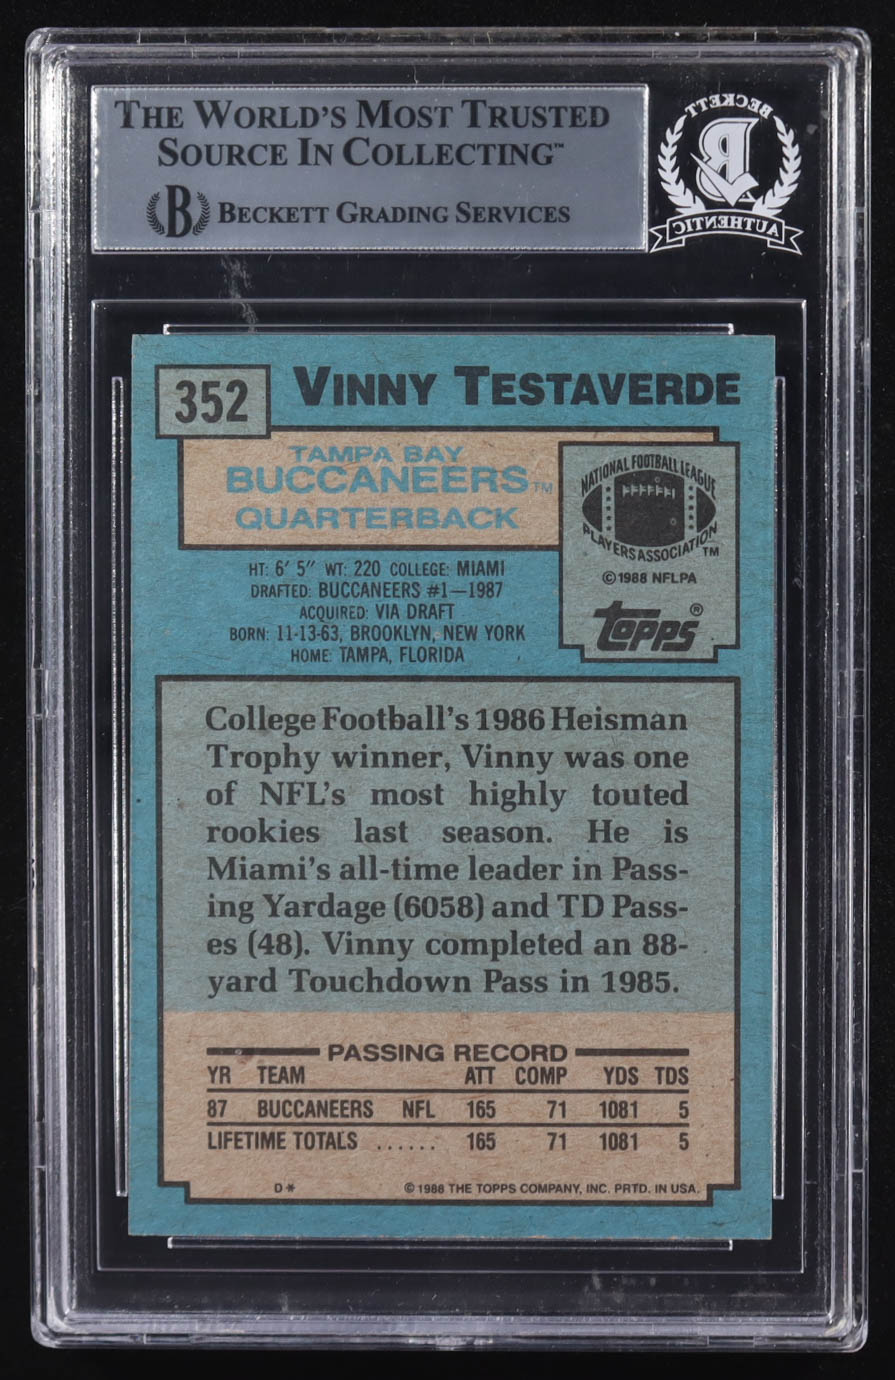 THE WORLD'S MOST TRUSTED
SOURCE IN COLLECTING™
B BECKETT GRADING SERVICES
BECKETT
B
AUTHENTIC
352
VINNY TESTAVERDE
TAMPA BAY
BUCCANEERS™
QUARTERBACK
NATIONAL FOOTBALL LEAGUE
PLAYERS ASSOCIATION™
©1988 NFLPA
TOPPS®
HT: 6' 5" WT: 220 COLLEGE: MIAMI
DRAFTED: BUCCANEERS #1—1987
ACQUIRED: VIA DRAFT
BORN: 11-13-63, BROOKLYN, NEW YORK
HOME: TAMPA, FLORIDA
College Football's 1986 Heisman
Trophy winner, Vinny was one
of NFL's most highly touted
rookies last season. He is
Miami's all-time leader in Pass-
ing Yardage (6058) and TD Pass-
es (48). Vinny completed an 88-
yard Touchdown Pass in 1985.
PASSING RECORD
YR TEAM ATT COMP YDS TDS
87 BUCCANEERS NFL 165 71 1081 5
LIFETIME TOTALS ...... 165 71 1081 5
D* © 1988 THE TOPPS COMPANY, INC. PRTD. IN USA.